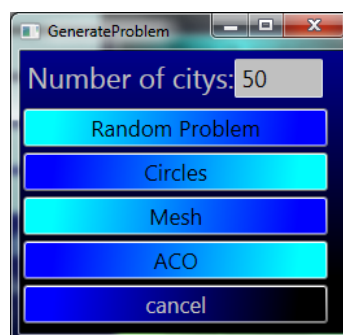 GenerateProblem
Number of citys: 50
Random Problem
Circles
Mesh
ACO
cancel